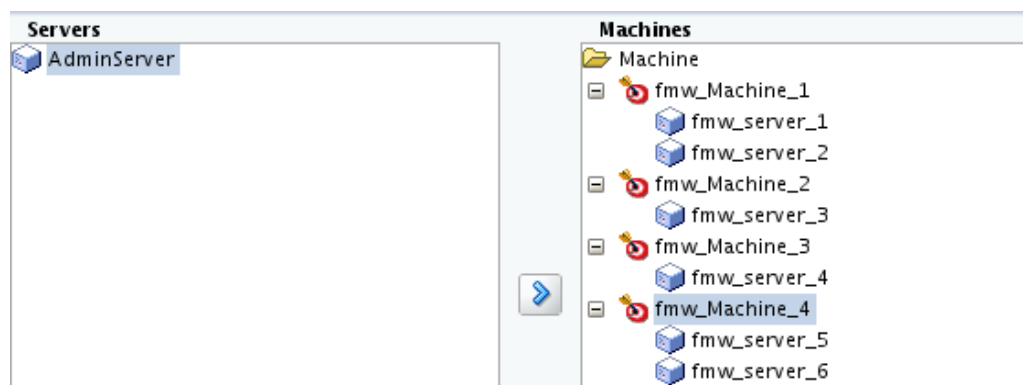 Servers
AdminServer
Machines
Machine
fmw_Machine_1
fmw_server_1
fmw_server_2
fmw_Machine_2
fmw_server_3
fmw_Machine_3
fmw_server_4
fmw_Machine_4
fmw_server_5
fmw_server_6